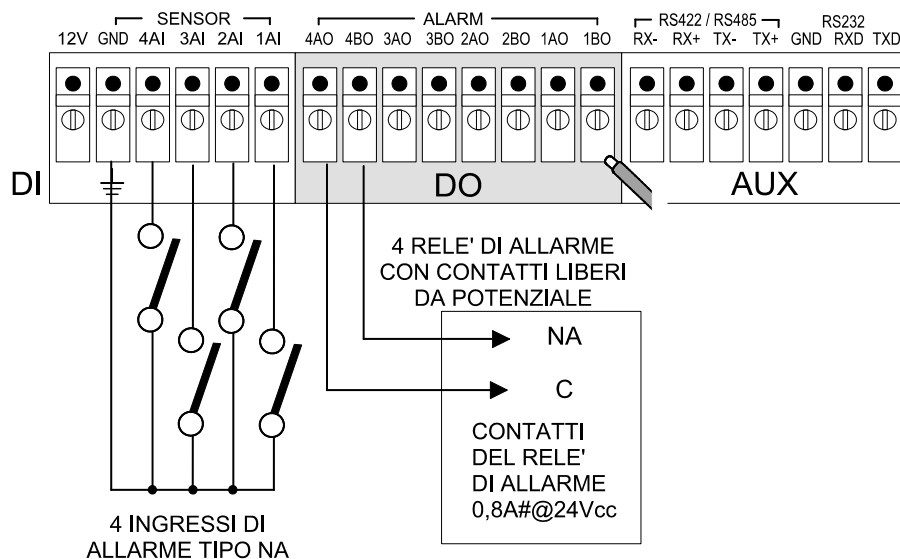 SENSOR ALARM RS422 / RS485 RS232
12V GND 4AI 3AI 2AI 1AI 4AO 4BO 3AO 3BO 2AO 2BO 1AO 1BO RX- RX+ TX- TX+ GND RXD TXD
DI DO AUX
4 RELE' DI ALLARME
CON CONTATTI LIBERI
DA POTENZIALE
NA
C
CONTATTI
DEL RELE'
DI ALLARME
0,8A#@24Vcc
4 INGRESSI DI
ALLARME TIPO NA